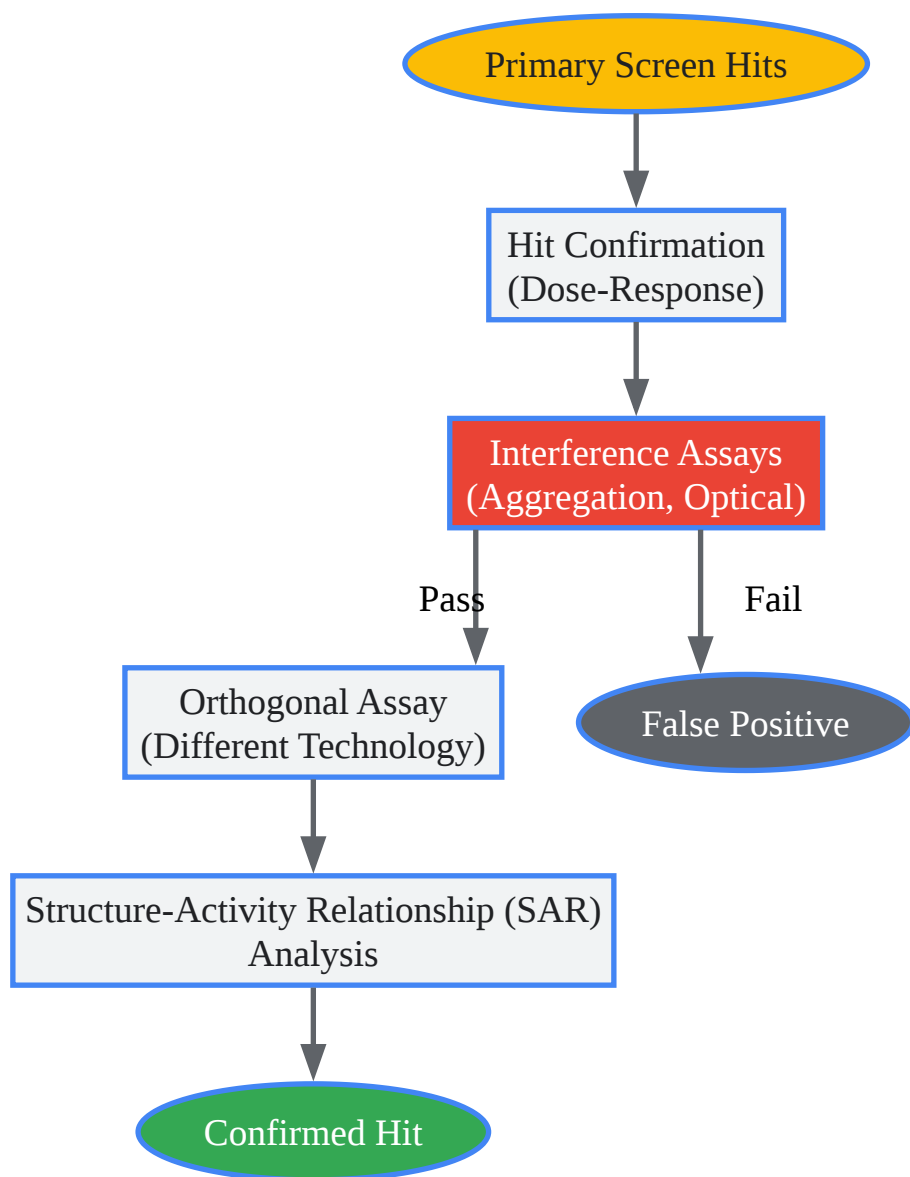 Primary Screen Hits
Hit Confirmation
(Dose-Response)
Interference Assays
(Aggregation, Optical)
Pass
Fail
Orthogonal Assay
(Different Technology)
False Positive
Structure-Activity Relationship (SAR)
Analysis
Confirmed Hit